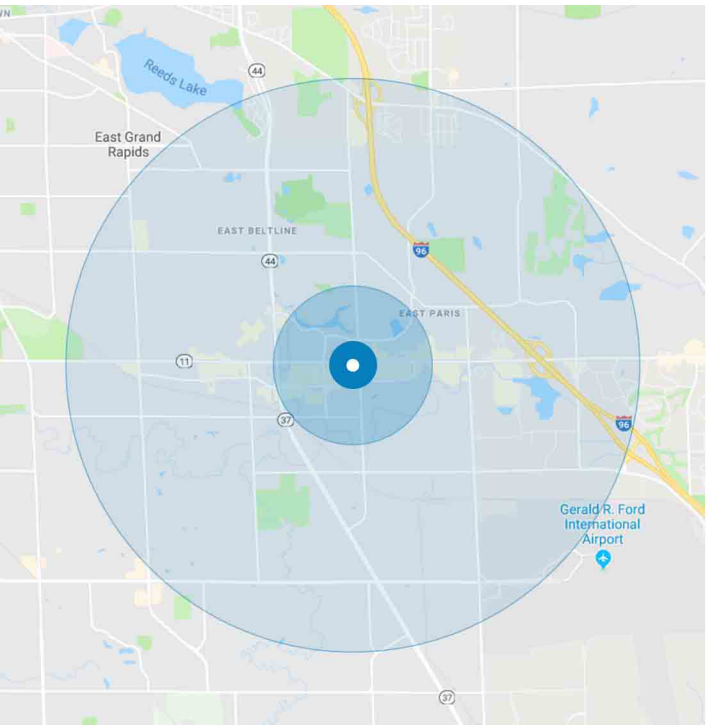 WN
Reeds Lake
44
East Grand
Rapids
EAST BELTLINE
96
44
EAST PARIS
11
37
96
Gerald R. Ford
International
Airport
37